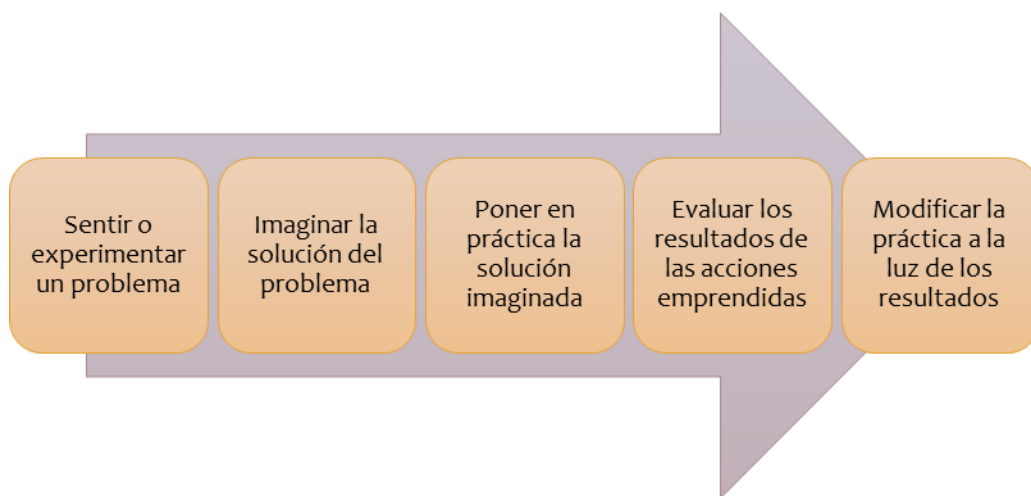 Sentir o
experimentar
un problema
Imaginar la
solución del
problema
Poner en
práctica la
solución
imaginada
Evaluar los
resultados de
las acciones
emprendidas
Modificar la
práctica a la
luz de los
resultados